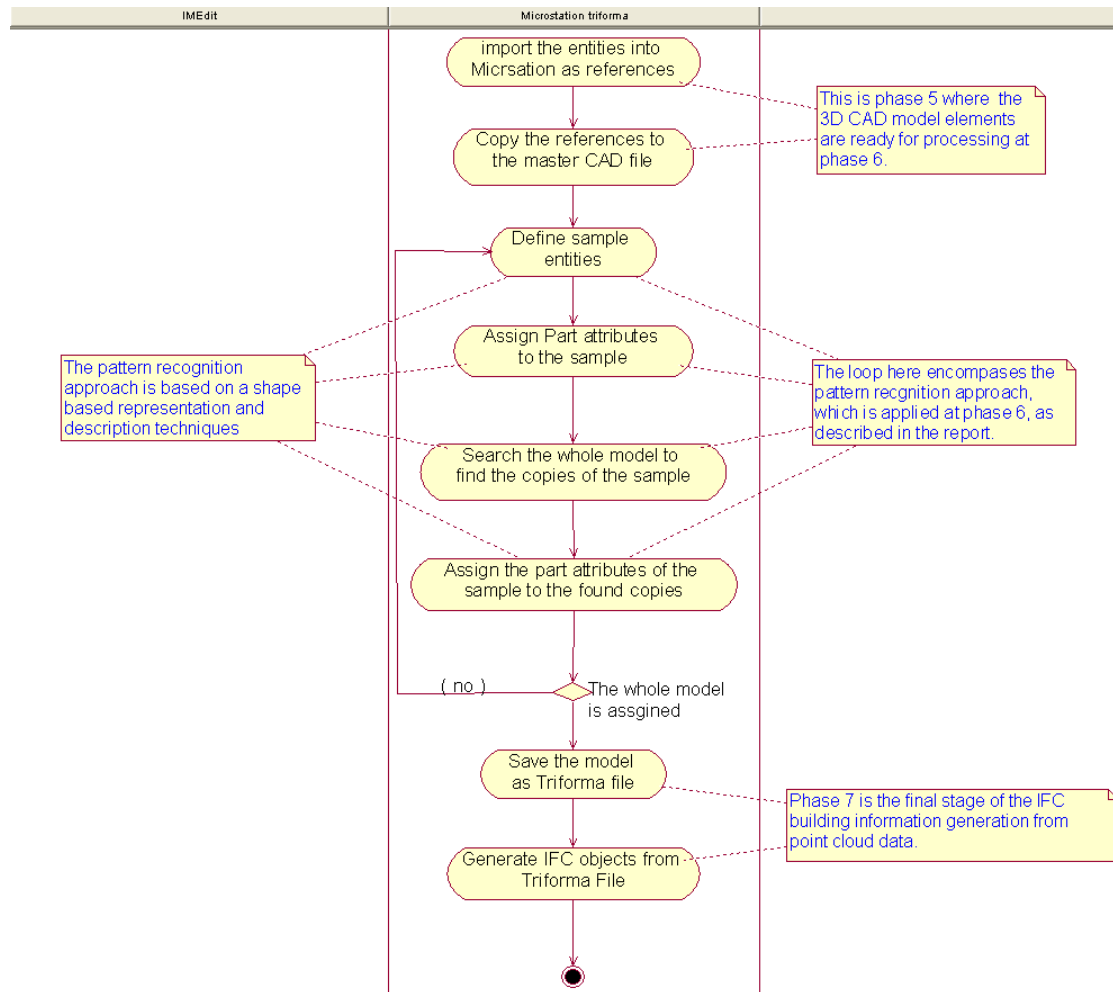 IMEdit
Microstation triforma
import the entities into
Micrsation as references
This is phase 5 where the
3D CAD model elements
are ready for processing at
phase 6.
Copy the references to
the master CAD file
Define sample
entities
Assign Part attributes
to the sample
The pattern recognition
approach is based on a shape
based representation and
description techniques
The loop here encompases the
pattern recgnition approach,
which is applied at phase 6, as
described in the report.
Search the whole model to
find the copies of the sample
Assign the part attributes of the
sample to the found copies
( no )
The whole model
is assgined
Save the model
as Triforma file
Phase 7 is the final stage of the IFC
building information generation from
point cloud data.
Generate IFC objects from
Triforma File